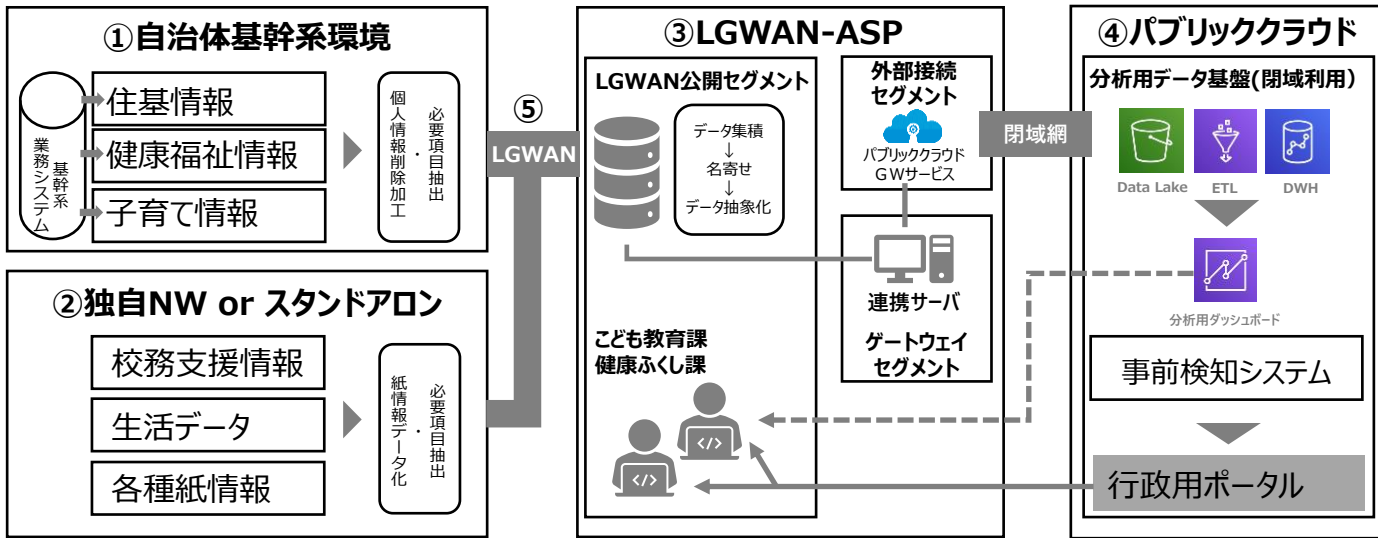 ①自治体基幹系環境
基幹系
業務システム
住基情報
健康福祉情報
子育て情報
必要項目抽出
・
個人情報削除加工
②独自NW or スタンドアロン
校務支援情報
生活データ
各種紙情報
必要項目抽出
・
紙情報データ化
⑤
LGWAN
③LGWAN-ASP
LGWAN公開セグメント
データ集積
↓
名寄せ
↓
データ抽象化
外部接続
セグメント
パブリッククラウド
GWサービス
連携サーバ
ゲートウェイ
セグメント
こども教育課
健康ふくし課
</>
</>
閉域網
④パブリッククラウド
分析用データ基盤(閉域利用)
Data Lake
ETL
DWH
分析用ダッシュボード
事前検知システム
行政用ポータル